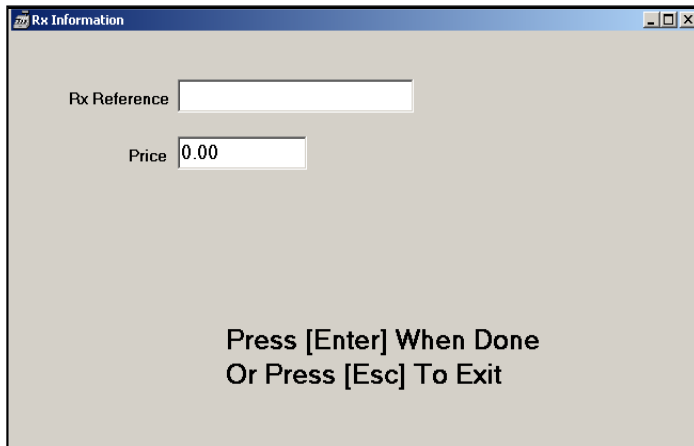 Rx Information
Rx Reference
Price 0.00
Press [Enter] When Done
Or Press [Esc] To Exit